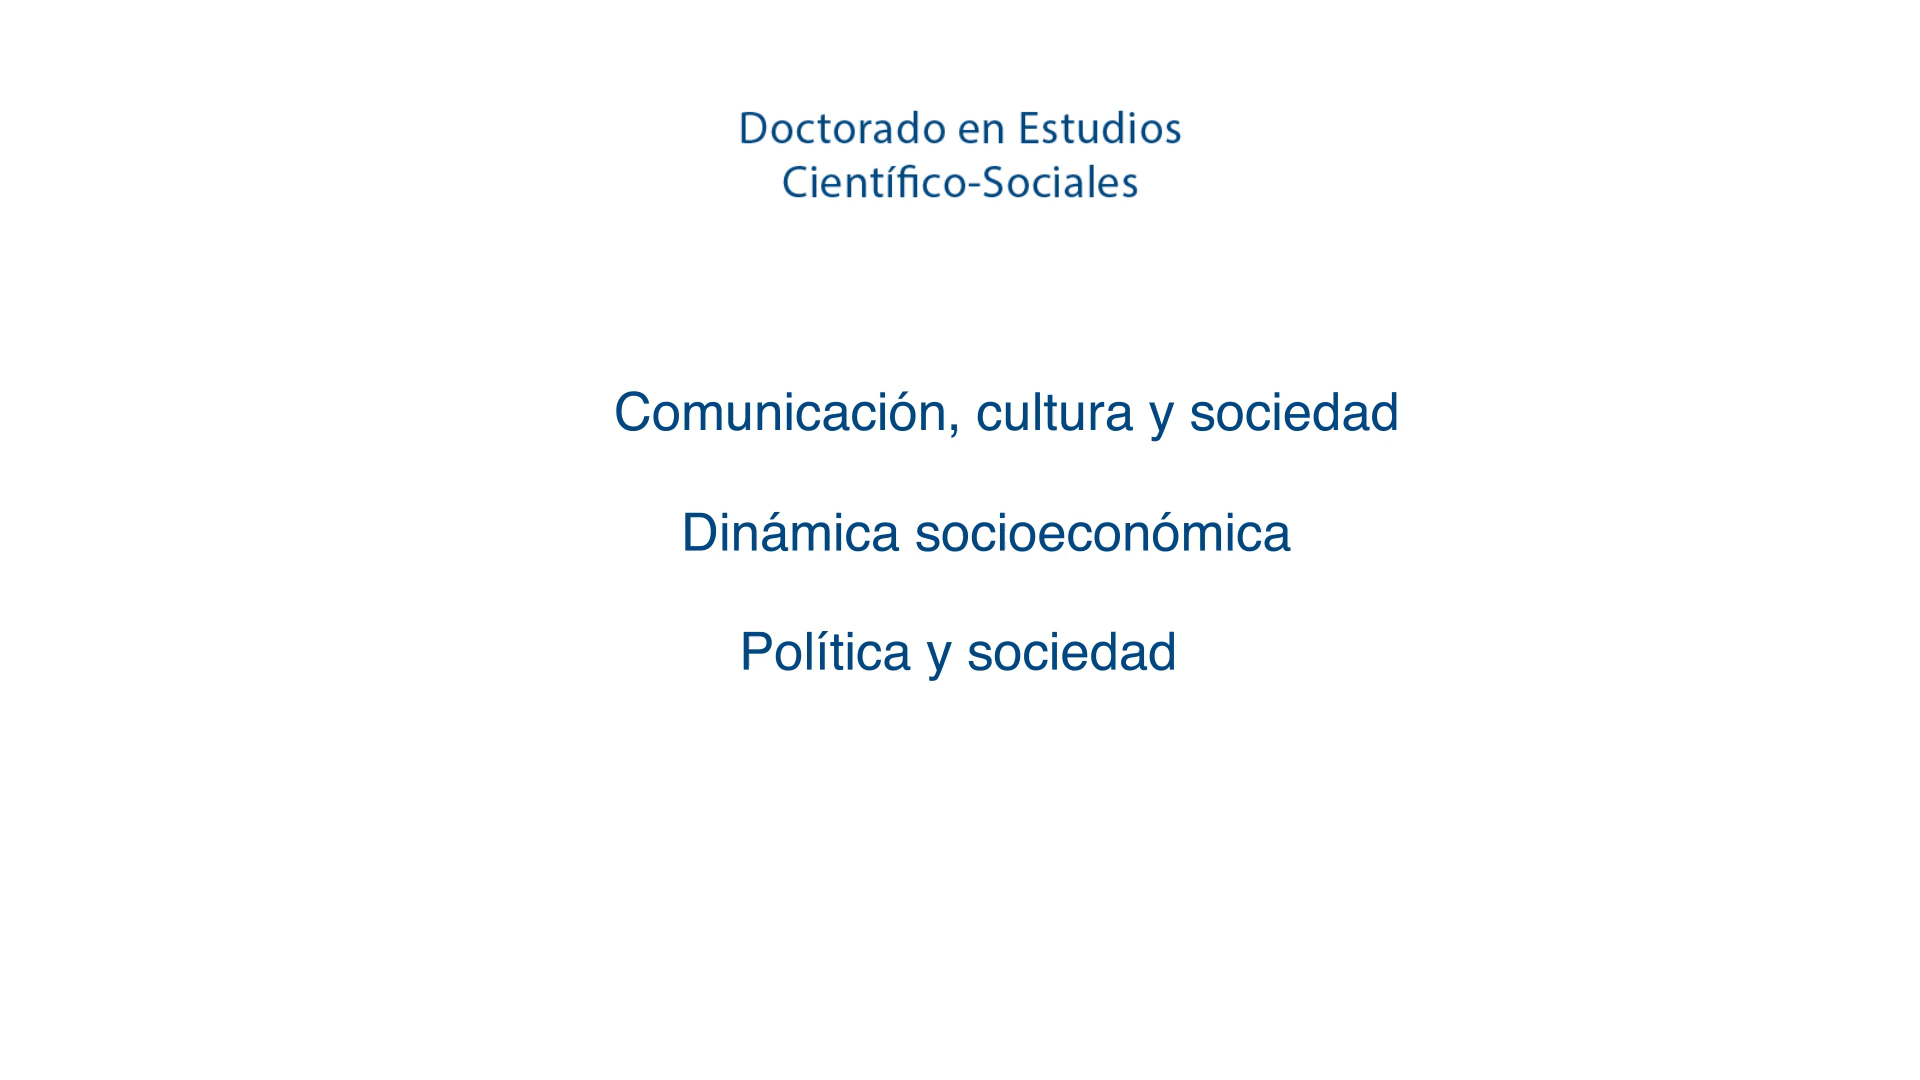 Doctorado en Estudios
Científico-Sociales
Comunicación, cultura y sociedad
Dinámica socioeconómica
Política y sociedad